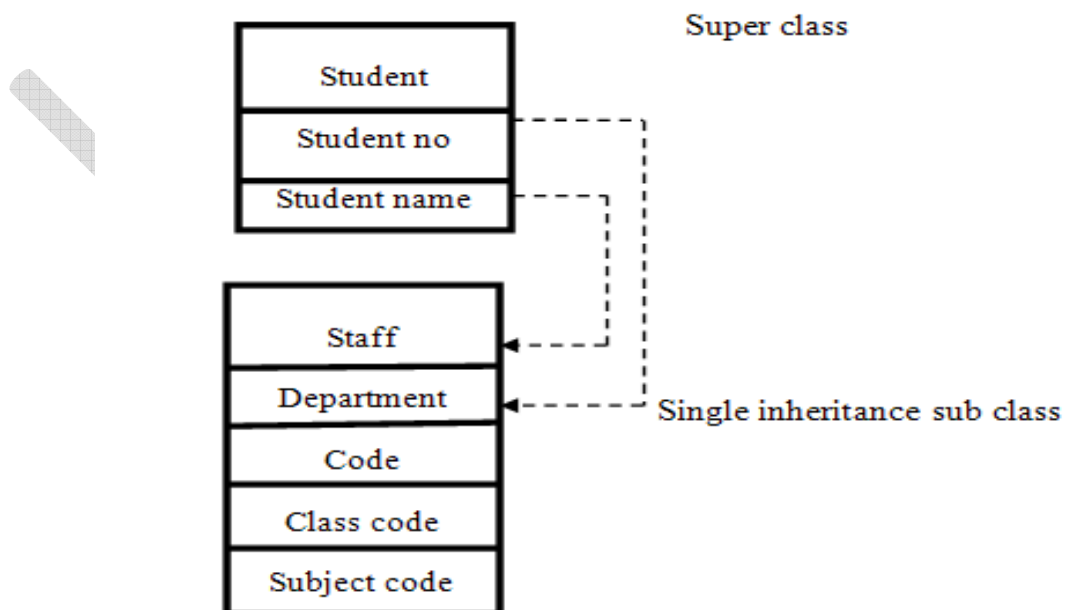 Super class
Student
Student no
Student name
Staff
Department
Single inheritance sub class
Code
Class code
Subject code